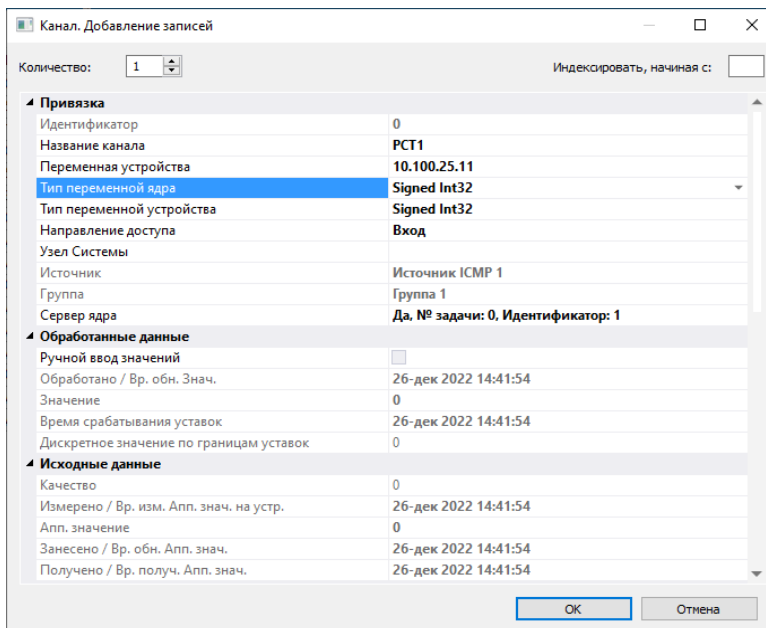 Канал. Добавление записей
Количество: 1 Индексировать, начиная с:
Привязка
Идентификатор 0
Название канала РСТ1
Переменная устройства 10.100.25.11
Тип переменной ядра Signed Int32
Тип переменной устройства Signed Int32
Направление доступа Вход
Узел Системы
Источник Источник ICMP 1
Группа Группа 1
Сервер ядра Да, № задачи: 0, Идентификатор: 1
Обработанные данные
Ручной ввод значений
Обработано / Вр. обн. Знач. 26-дек 2022 14:41:54
Значение 0
Время срабатывания уставок 26-дек 2022 14:41:54
Дискретное значение по границам уставок 0
Исходные данные
Качество 0
Измерено / Вр. изм. Апп. знач. на устр. 26-дек 2022 14:41:54
Апп. значение 0
Занесено / Вр. обн. Апп. знач. 26-дек 2022 14:41:54
Получено / Вр. получ. Апп. знач. 26-дек 2022 14:41:54
ОК Отмена